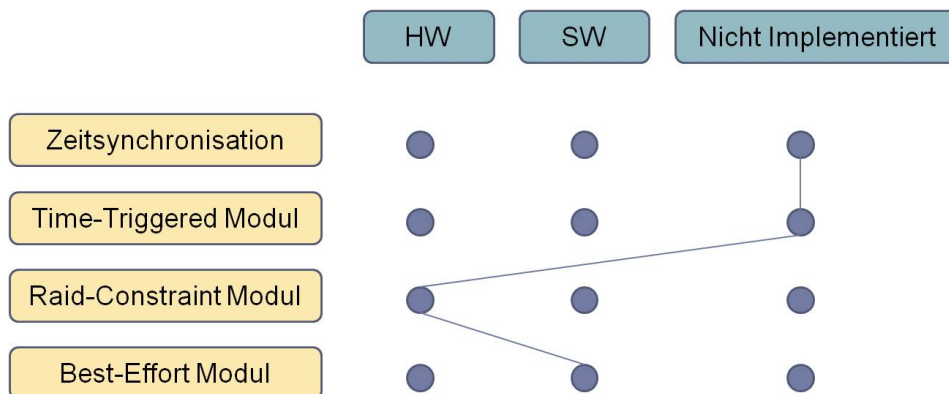 HW SW Nicht Implementiert
Zeitsynchronisation
Time-Triggered Modul
Raid-Constraint Modul
Best-Effort Modul